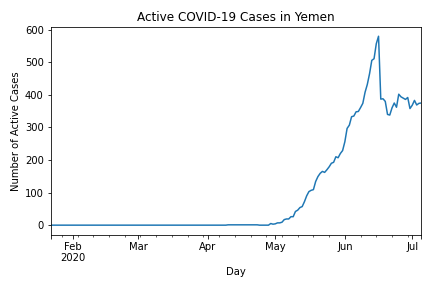 Active COVID-19 Cases in Yemen
Number of Active Cases
600
500
400
300
200
100
0
Feb Mar Apr May Jun Jul
2020
Day